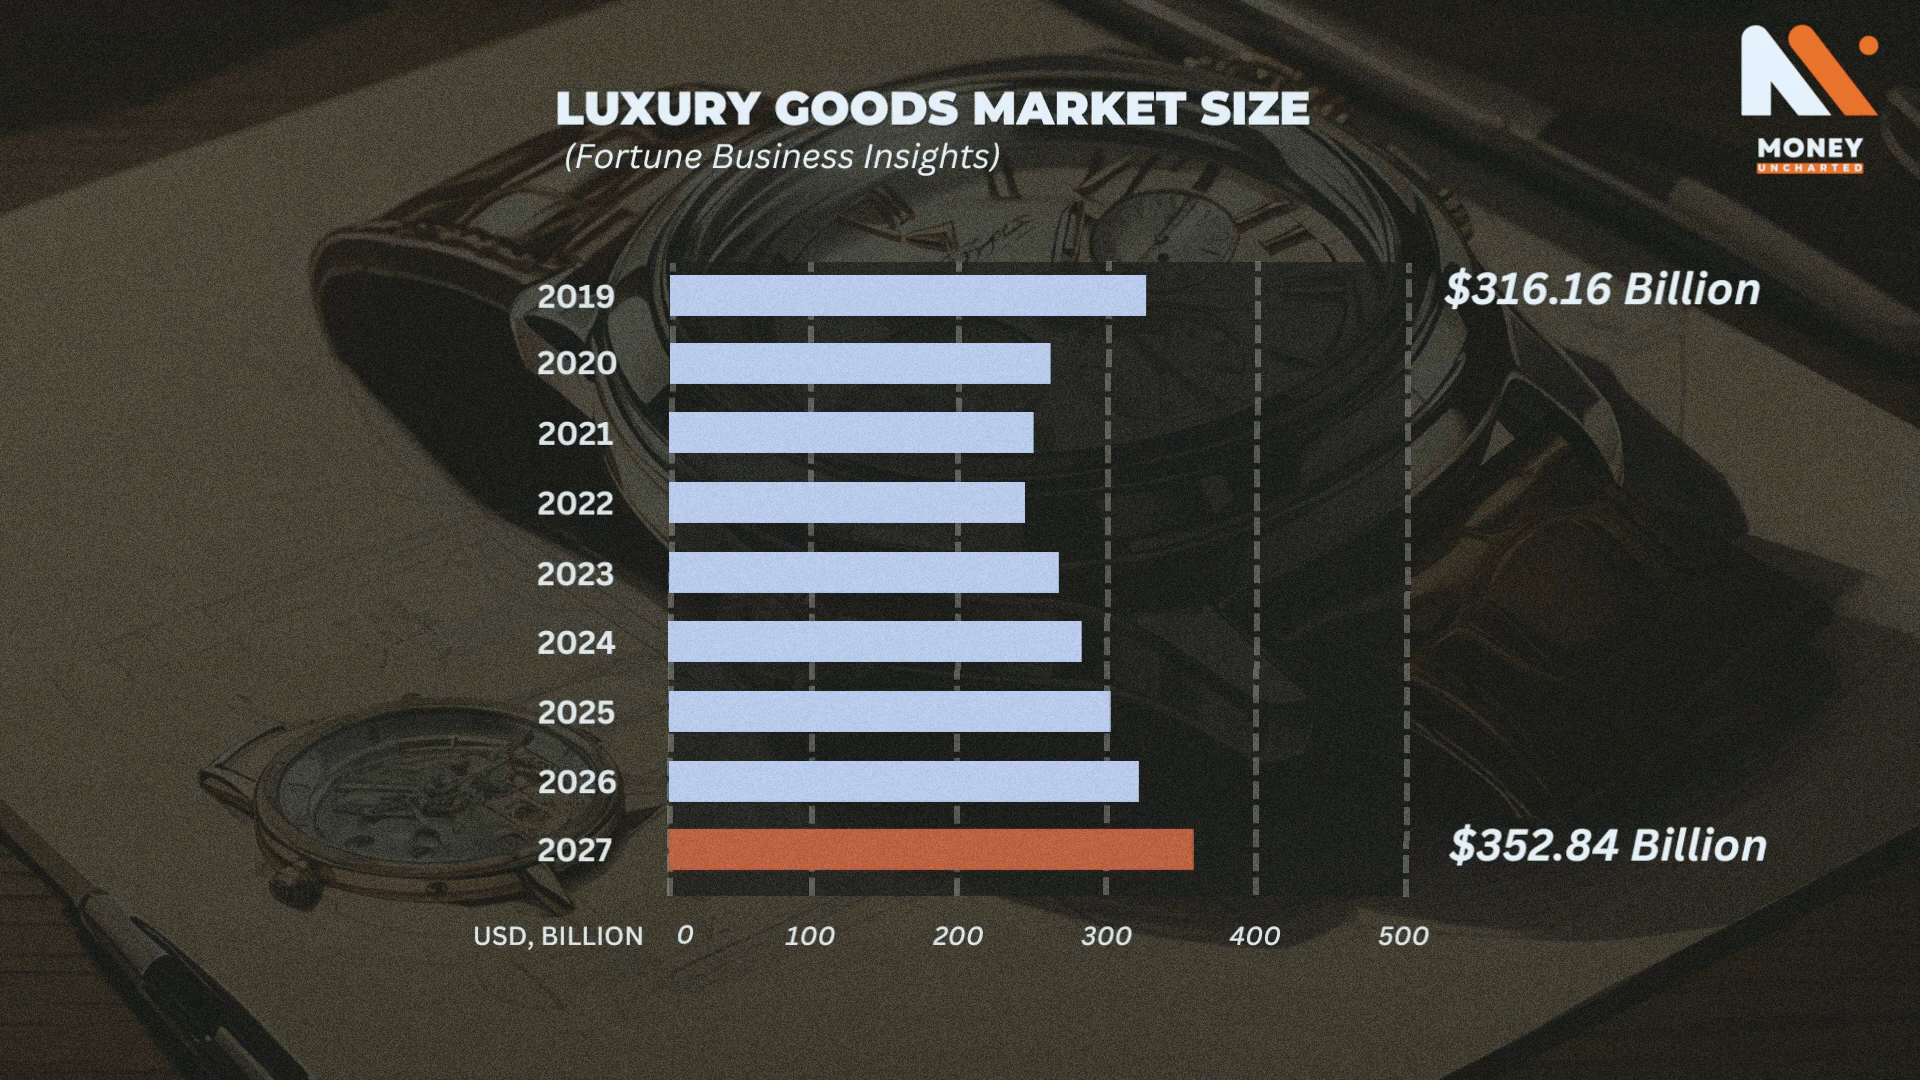 LUXURY GOODS MARKET SIZE
(Fortune Business Insights)
MONEY
UNCHARTED
2019
$316.16 Billion
2020
2021
2022
2023
2024
2025
2026
2027
$352.84 Billion
USD, BILLION 0 100 200 300 400 500